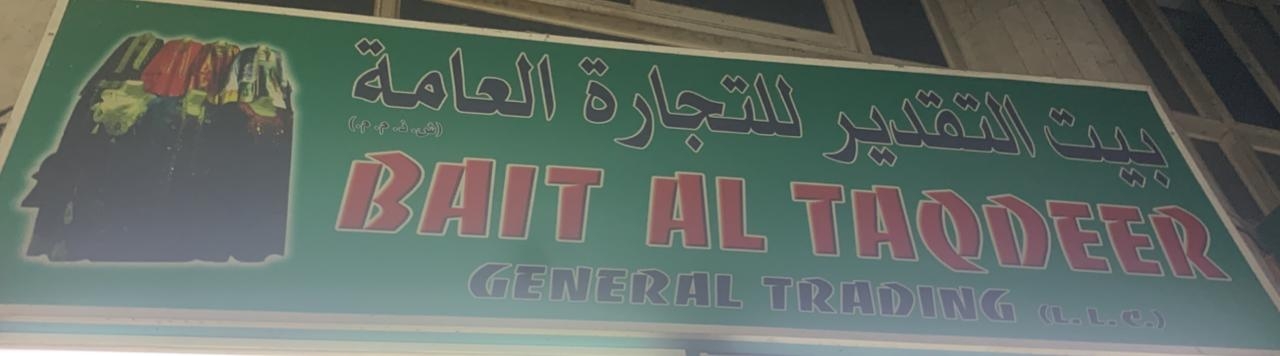 بيت التقدير للتجارة العامة
(ش.ذ.م.م.)
BAIT AL TAQDEER
GENERAL TRADING (L.L.C.)